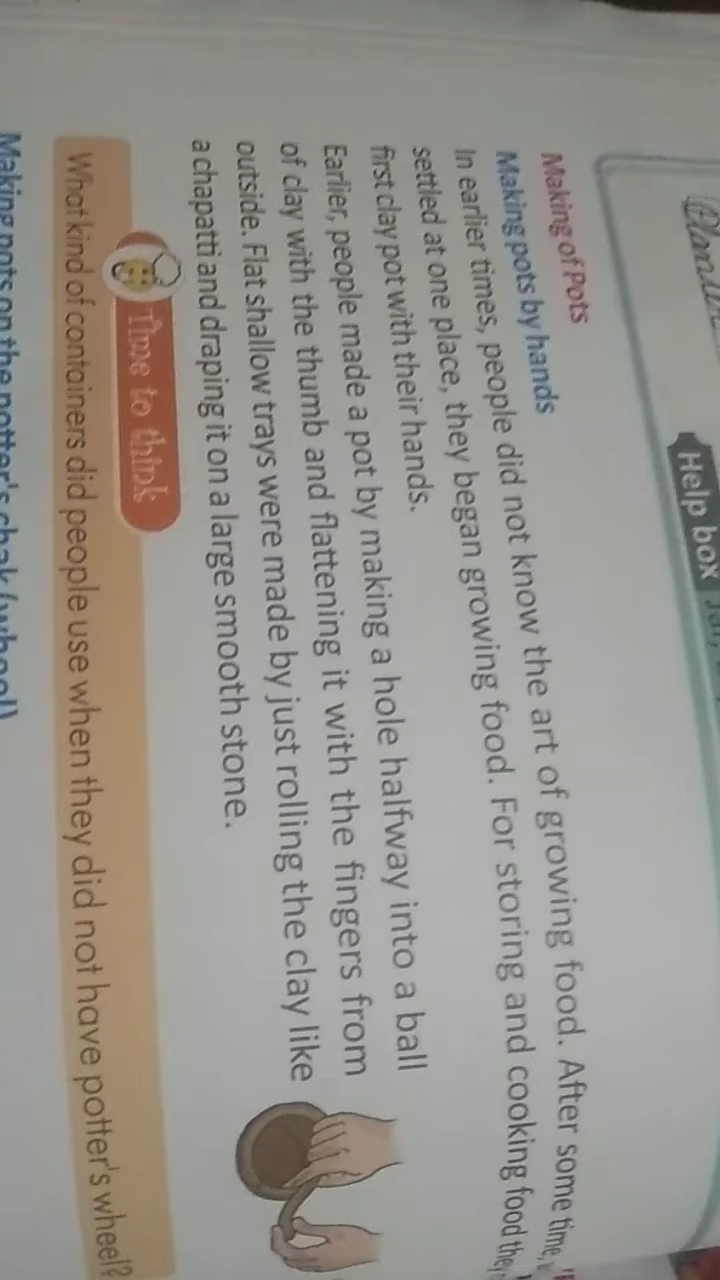 Help box
Making of Pots
Making pots by hands
In earlier times, people did not know the art of growing food. After some time,
settled at one place, they began growing food. For storing and cooking food they
first clay pot with their hands.
Earlier, people made a pot by making a hole halfway into a ball
of clay with the thumb and flattening it with the fingers from
outside. Flat shallow trays were made by just rolling the clay like
a chapatti and draping it on a large smooth stone.
Time to think
What kind of containers did people use when they did not have potter's wheel?
Making pots on the potter's chak (wheel)